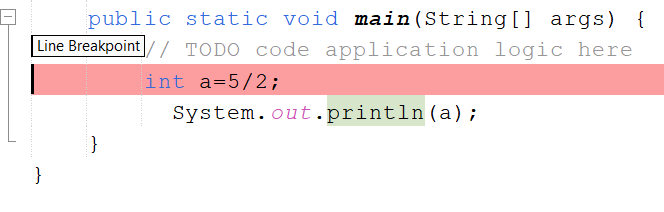 public static void main(String[] args) {
Line Breakpoint // TODO code application logic here
int a=5/2;
System.out.println(a);
}
}